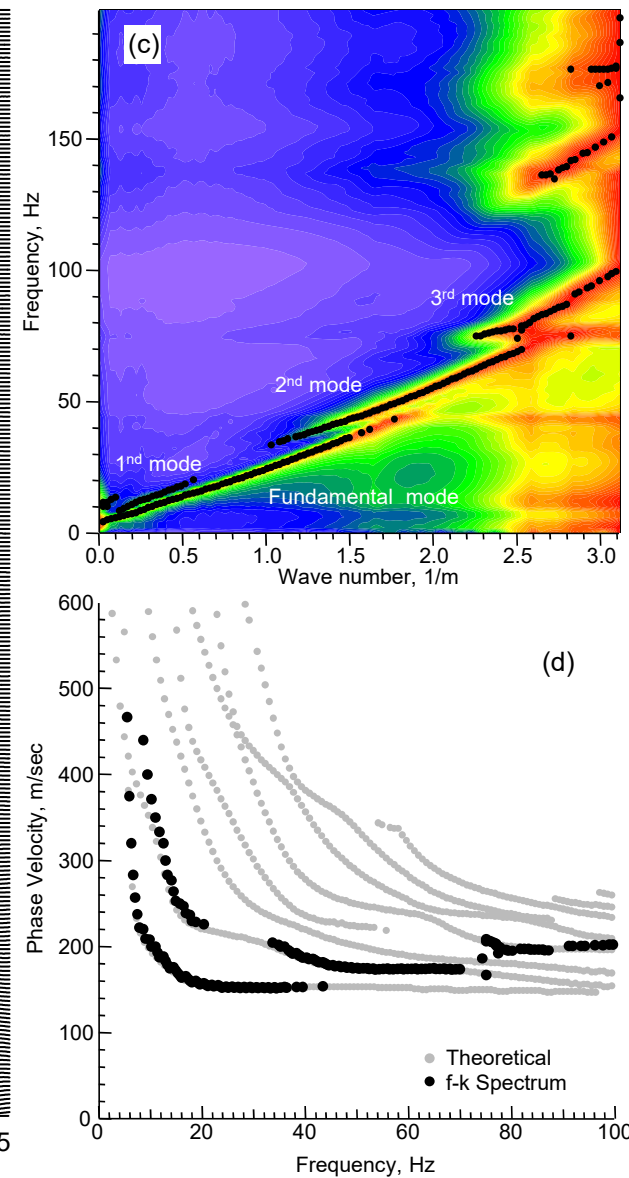 (c)
150
100
50
0
Frequency, Hz
3rd mode
2nd mode
1nd mode
Fundamental mode
0.0 0.5 1.0 1.5 2.0 2.5 3.0
Wave number, 1/m
600
500
400
300
200
100
0
Phase Velocity, m/sec
(d)
Theoretical
f-k Spectrum
5
0 20 40 60 80 100
Frequency, Hz